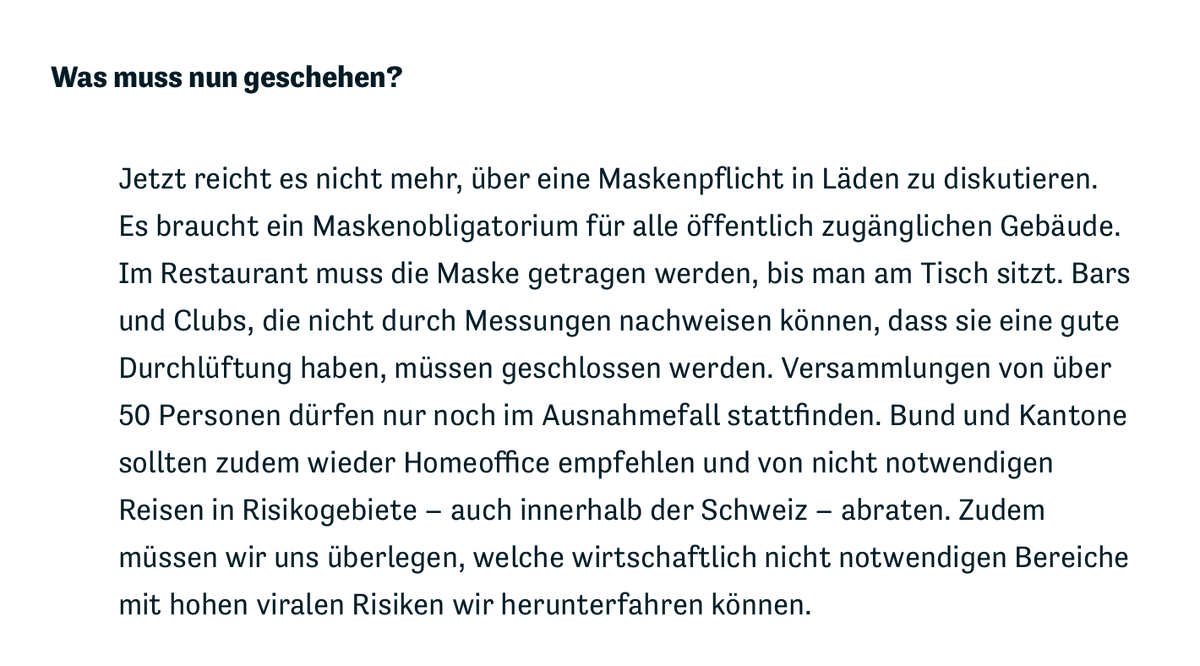 Was muss nun geschehen?
Jetzt reicht es nicht mehr, über eine Maskenpflicht in Läden zu diskutieren.
Es braucht ein Maskenobligatorium für alle öffentlich zugänglichen Gebäude.
Im Restaurant muss die Maske getragen werden, bis man am Tisch sitzt. Bars
und Clubs, die nicht durch Messungen nachweisen können, dass sie eine gute
Durchlüftung haben, müssen geschlossen werden. Versammlungen von über
50 Personen dürfen nur noch im Ausnahmefall stattfinden. Bund und Kantone
sollten zudem wieder Homeoffice empfehlen und von nicht notwendigen
Reisen in Risikogebiete – auch innerhalb der Schweiz – abraten. Zudem
müssen wir uns überlegen, welche wirtschaftlich nicht notwendigen Bereiche
mit hohen viralen Risiken wir herunterfahren können.